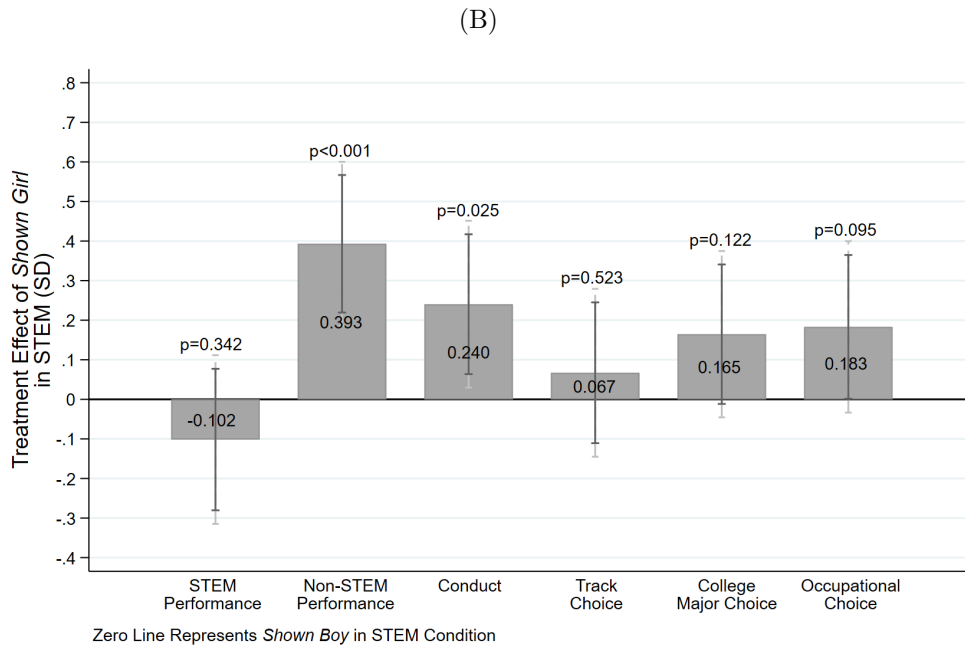 (B)
Treatment Effect of Shown Girl
in STEM (SD)
.8
.7
.6
.5
.4
.3
.2
.1
0
-.1
-.2
-.3
-.4
p=0.342
p<0.001
p=0.025
p=0.523
p=0.122
p=0.095
-0.102
0.393
0.240
0.067
0.165
0.183
STEM
Performance
Non-STEM
Performance
Conduct
Track
Choice
College
Major Choice
Occupational
Choice
Zero Line Represents Shown Boy in STEM Condition